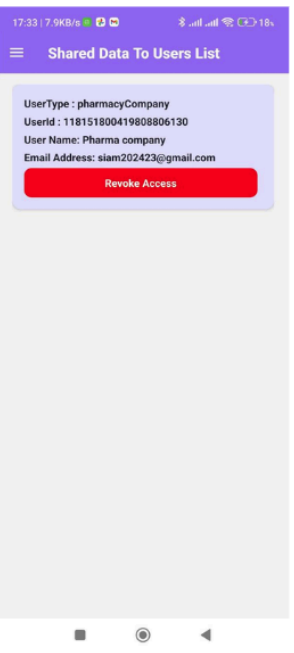 17:33 | 7.9KB/s
18%
Shared Data To Users List
UserType : pharmacyCompany
UserId : 118151800419808806130
User Name: Pharma company
Email Address: siam202423@gmail.com
Revoke Access